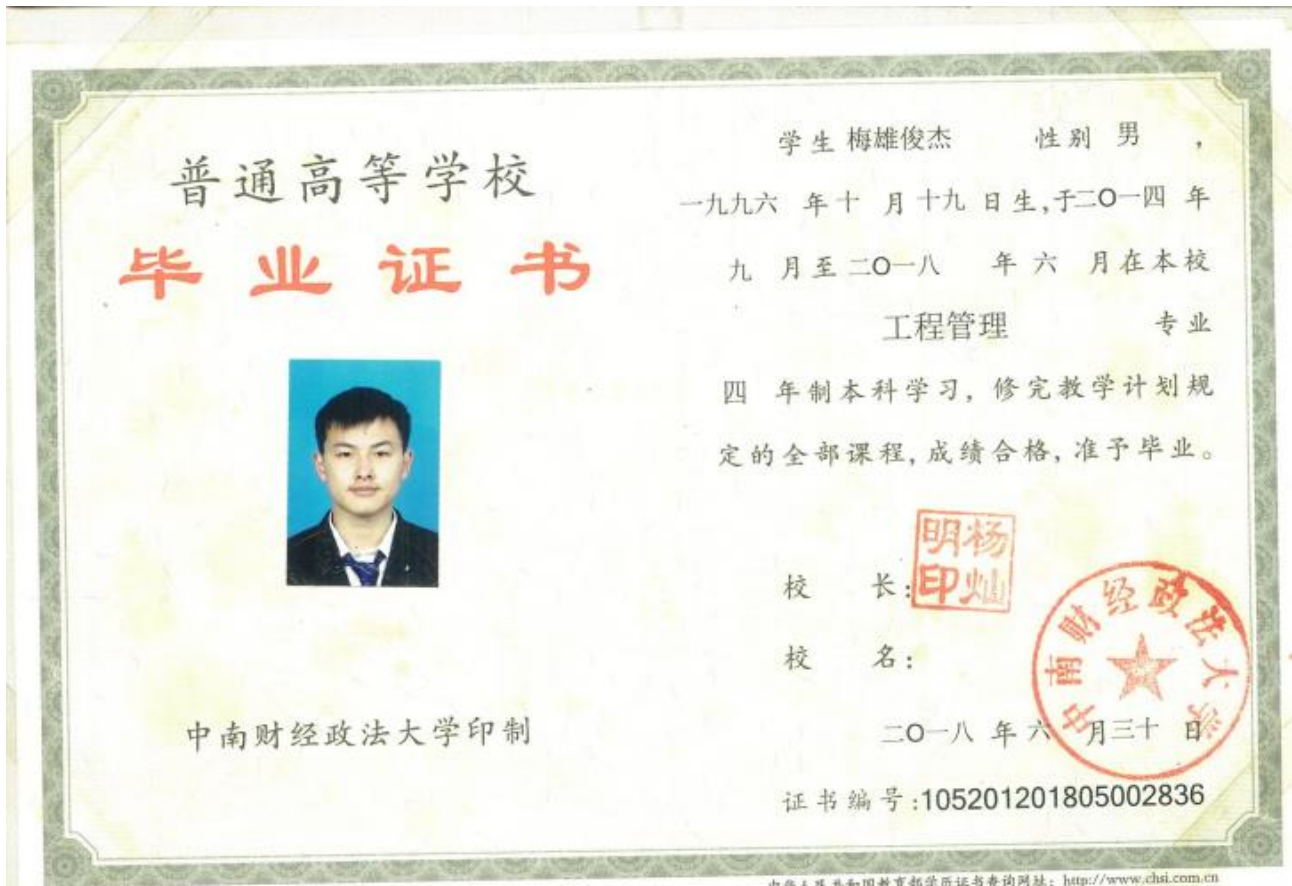 普通高等学校
毕业证书
中南财经政法大学印制
学生 梅雄俊杰 性别 男 ，
一九九六 年十 月十九 日生,于二O一四 年
九 月至二O一八 年 六 月在本校
工程管理 专业
四 年制本科学习, 修完教学计划规
定的全部课程,成绩合格,准予毕业。
校 长:
杨灿明印
校 名:
中南财经政法大学
二O一八 年 六 月三十 日
证书编号:105201201805002836
中华人民共和国教育部学历证书查询网址: http://www.chsi.com.cn